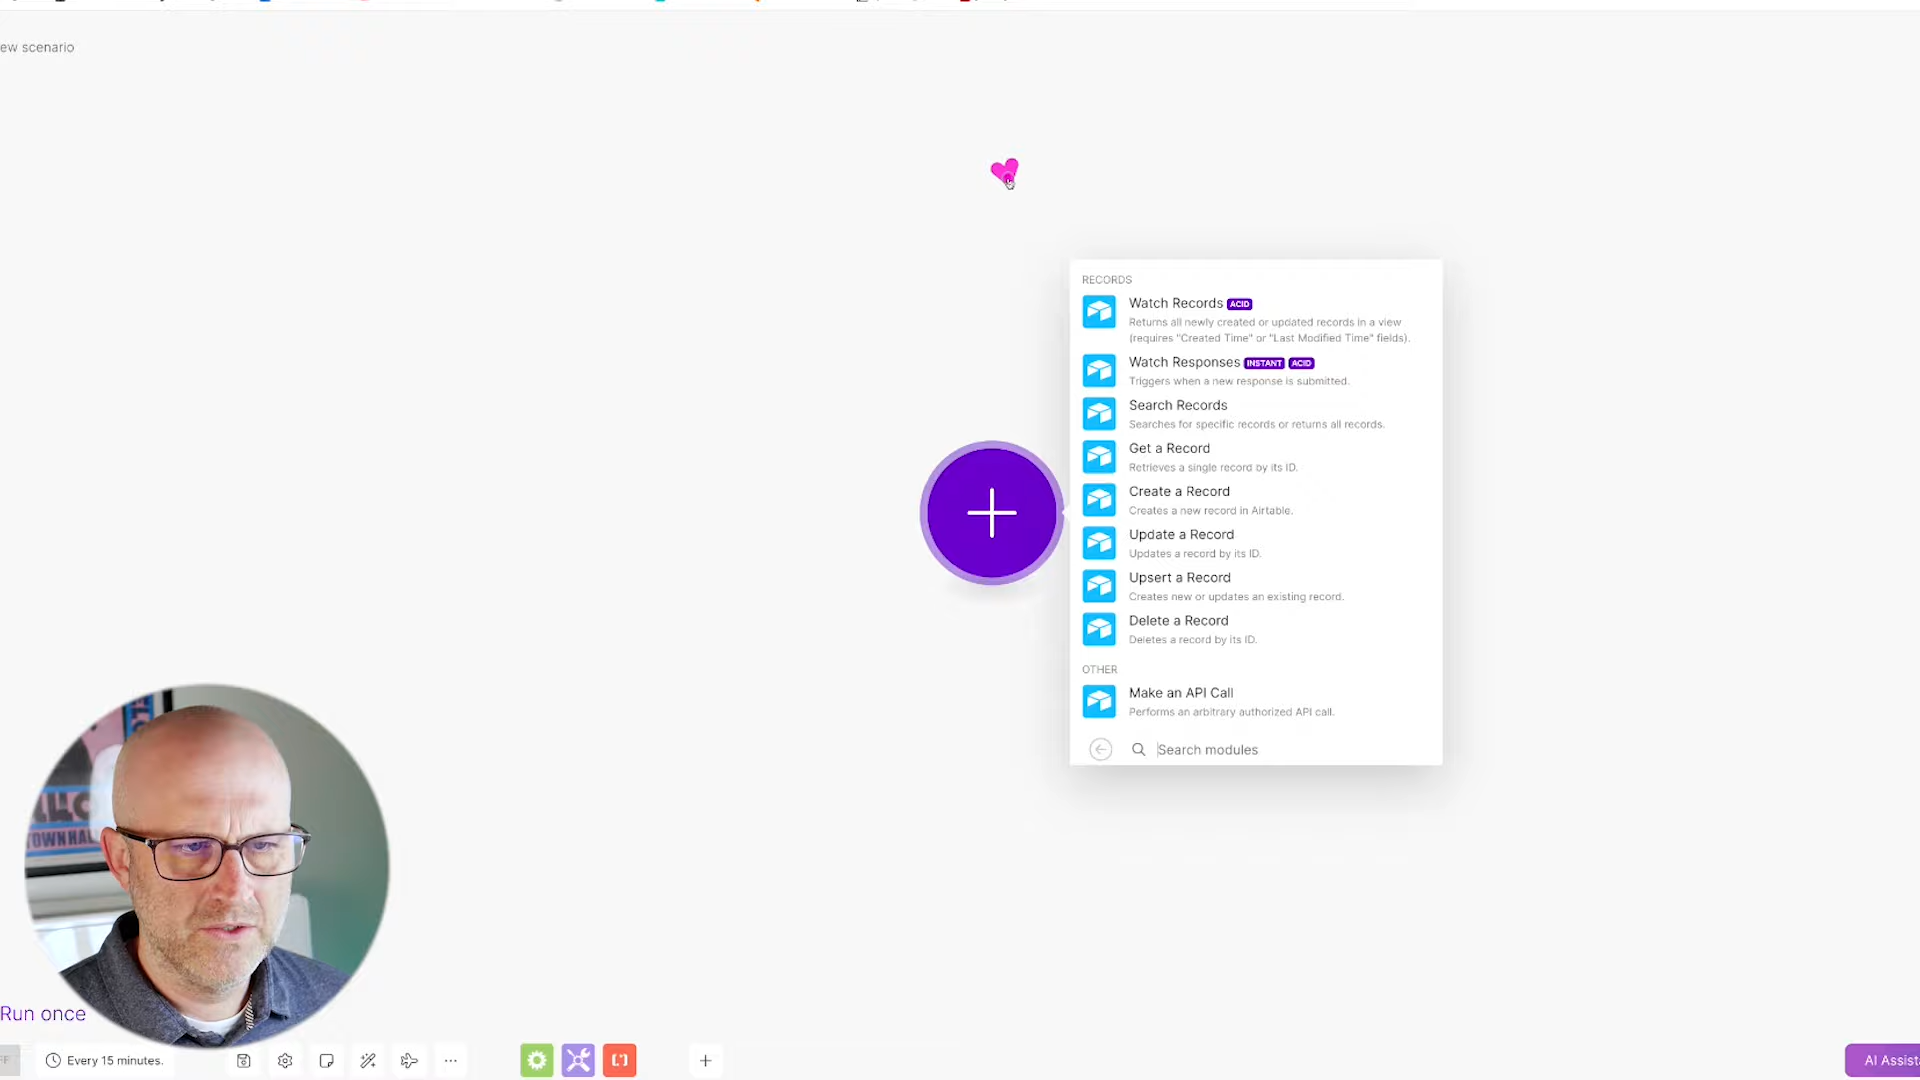 ew scenario
RECORDS
Watch Records ACID
Returns all newly created or updated records in a view
(requires "Created Time" or "Last Modified Time" fields).
Watch Responses INSTANT ACID
Triggers when a new response is submitted.
Search Records
Searches for specific records or returns all records.
Get a Record
Retrieves a single record by its ID.
Create a Record
Creates a new record in Airtable.
Update a Record
Updates a record by its ID.
Upsert a Record
Creates new or updates an existing record.
Delete a Record
Deletes a record by its ID.
OTHER
Make an API Call
Performs an arbitrary authorized API call.
Search modules
TOWNHAL
Run once
Every 15 minutes.
AI Assist